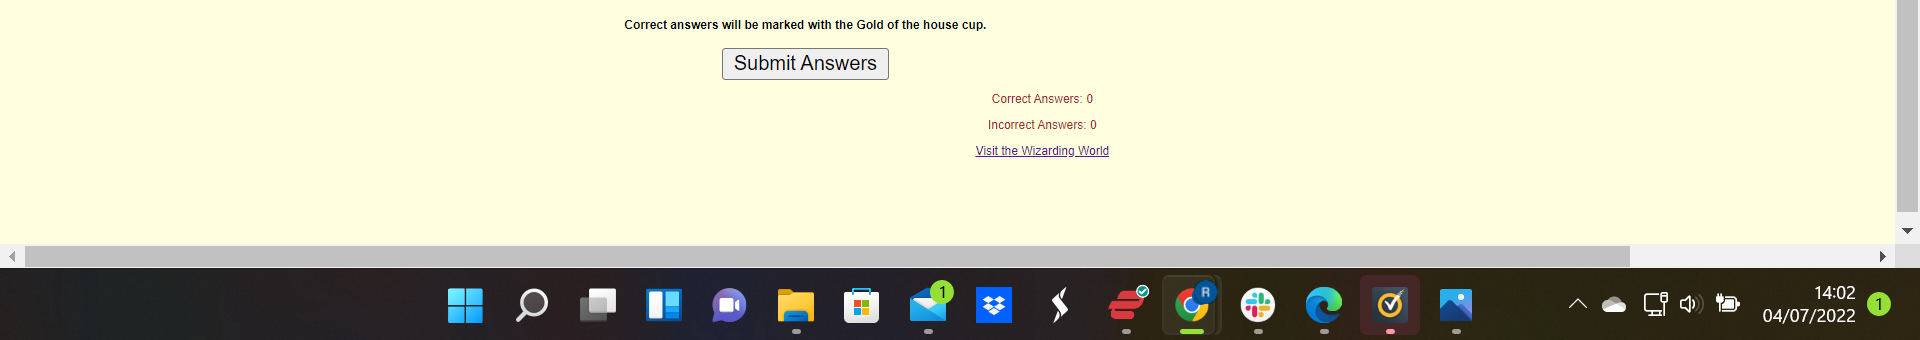 Correct answers will be marked with the Gold of the house cup.
Submit Answers
Correct Answers: 0
Incorrect Answers: 0
Visit the Wizarding World
1
R
14:02
04/07/2022
1